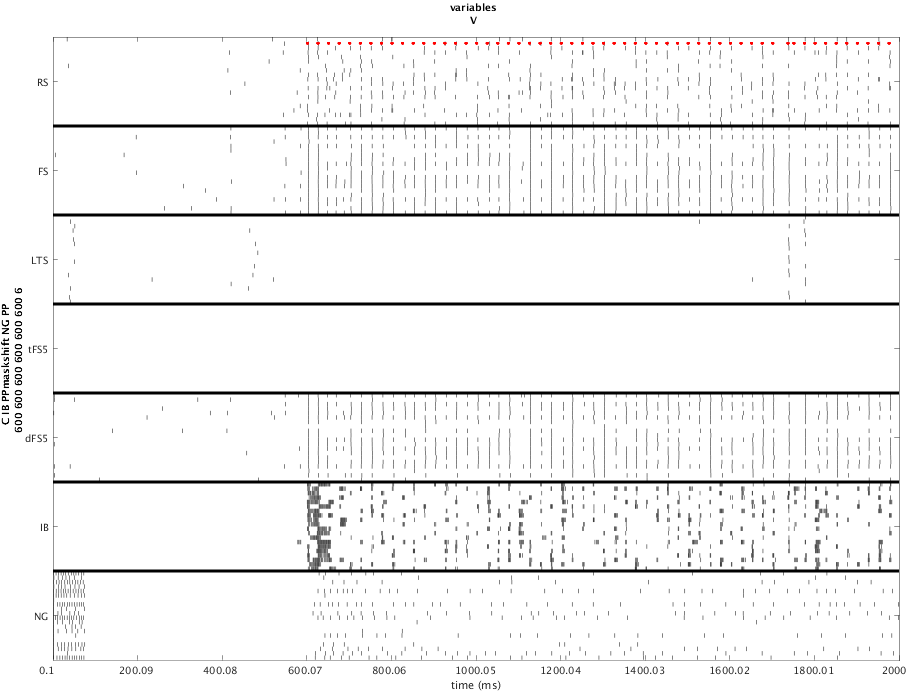 variables
V
RS
FS
LTS
tFS5
dFS5
IB
NG
C IB PPmaskshift NG PP
600 600 600 600 600 600 6
0.1 200.09 400.08 600.07 800.06 1000.05 1200.04 1400.03 1600.02 1800.01 2000
time (ms)